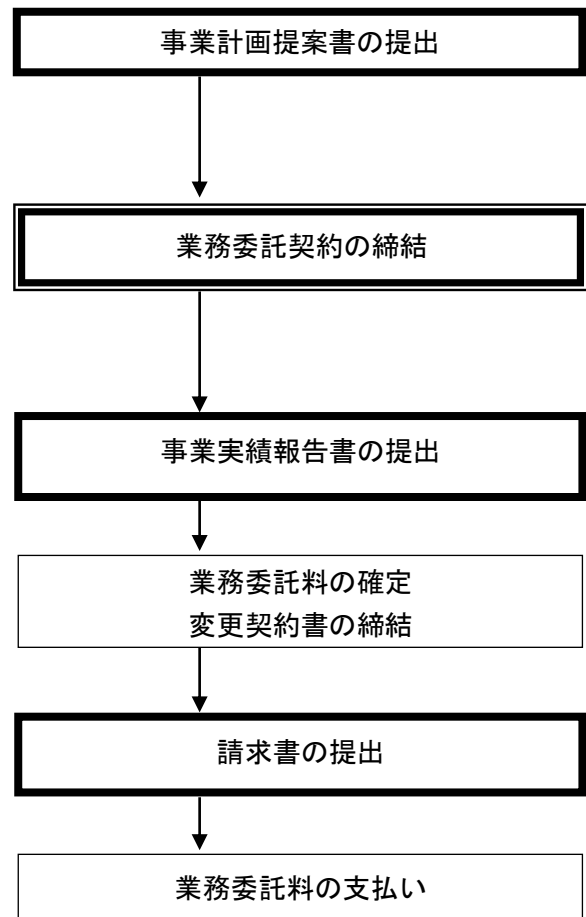 事業計画提案書の提出
業務委託契約の締結
事業実績報告書の提出
業務委託料の確定
変更契約書の締結
請求書の提出
業務委託料の支払い